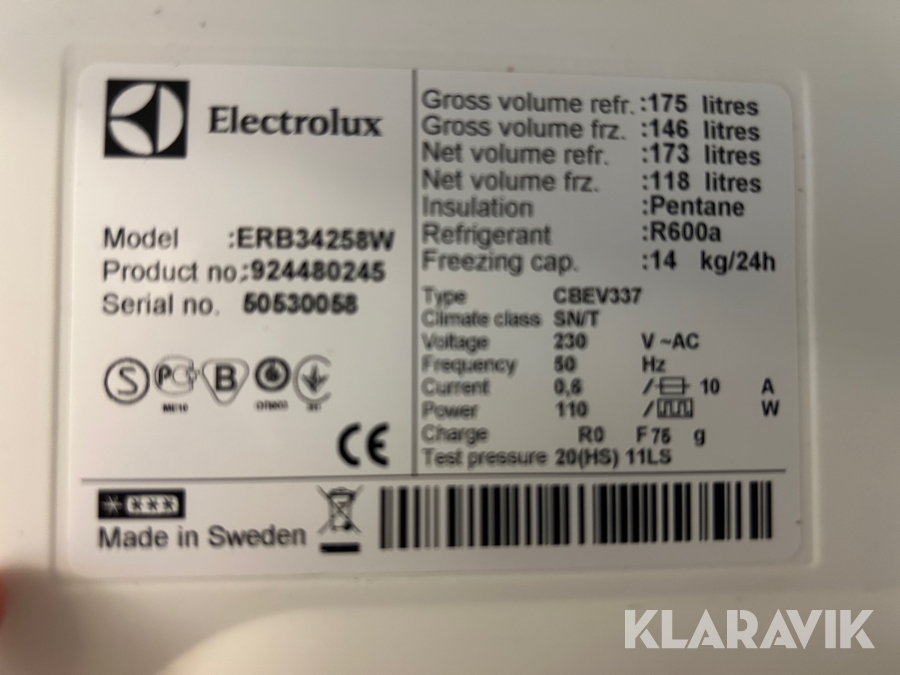 Electrolux
Model :ERB34258W
Product no.:924480245
Serial no. 50530058
Gross volume refr. :175 litres
Gross volume frz. :146 litres
Net volume refr. :173 litres
Net volume frz. :118 litres
Insulation :Pentane
Refrigerant :R600a
Freezing cap. :14 kg/24h
Type CBEV337
Climate class SN/T
Voltage 230 V ~AC
Frequency 50 Hz
Current 0,6 / 10 A
Power 110 / W
Charge R0 F76 g
Test pressure 20(HS) 11LS
S PC B
CE
Made in Sweden
KLARAVIK